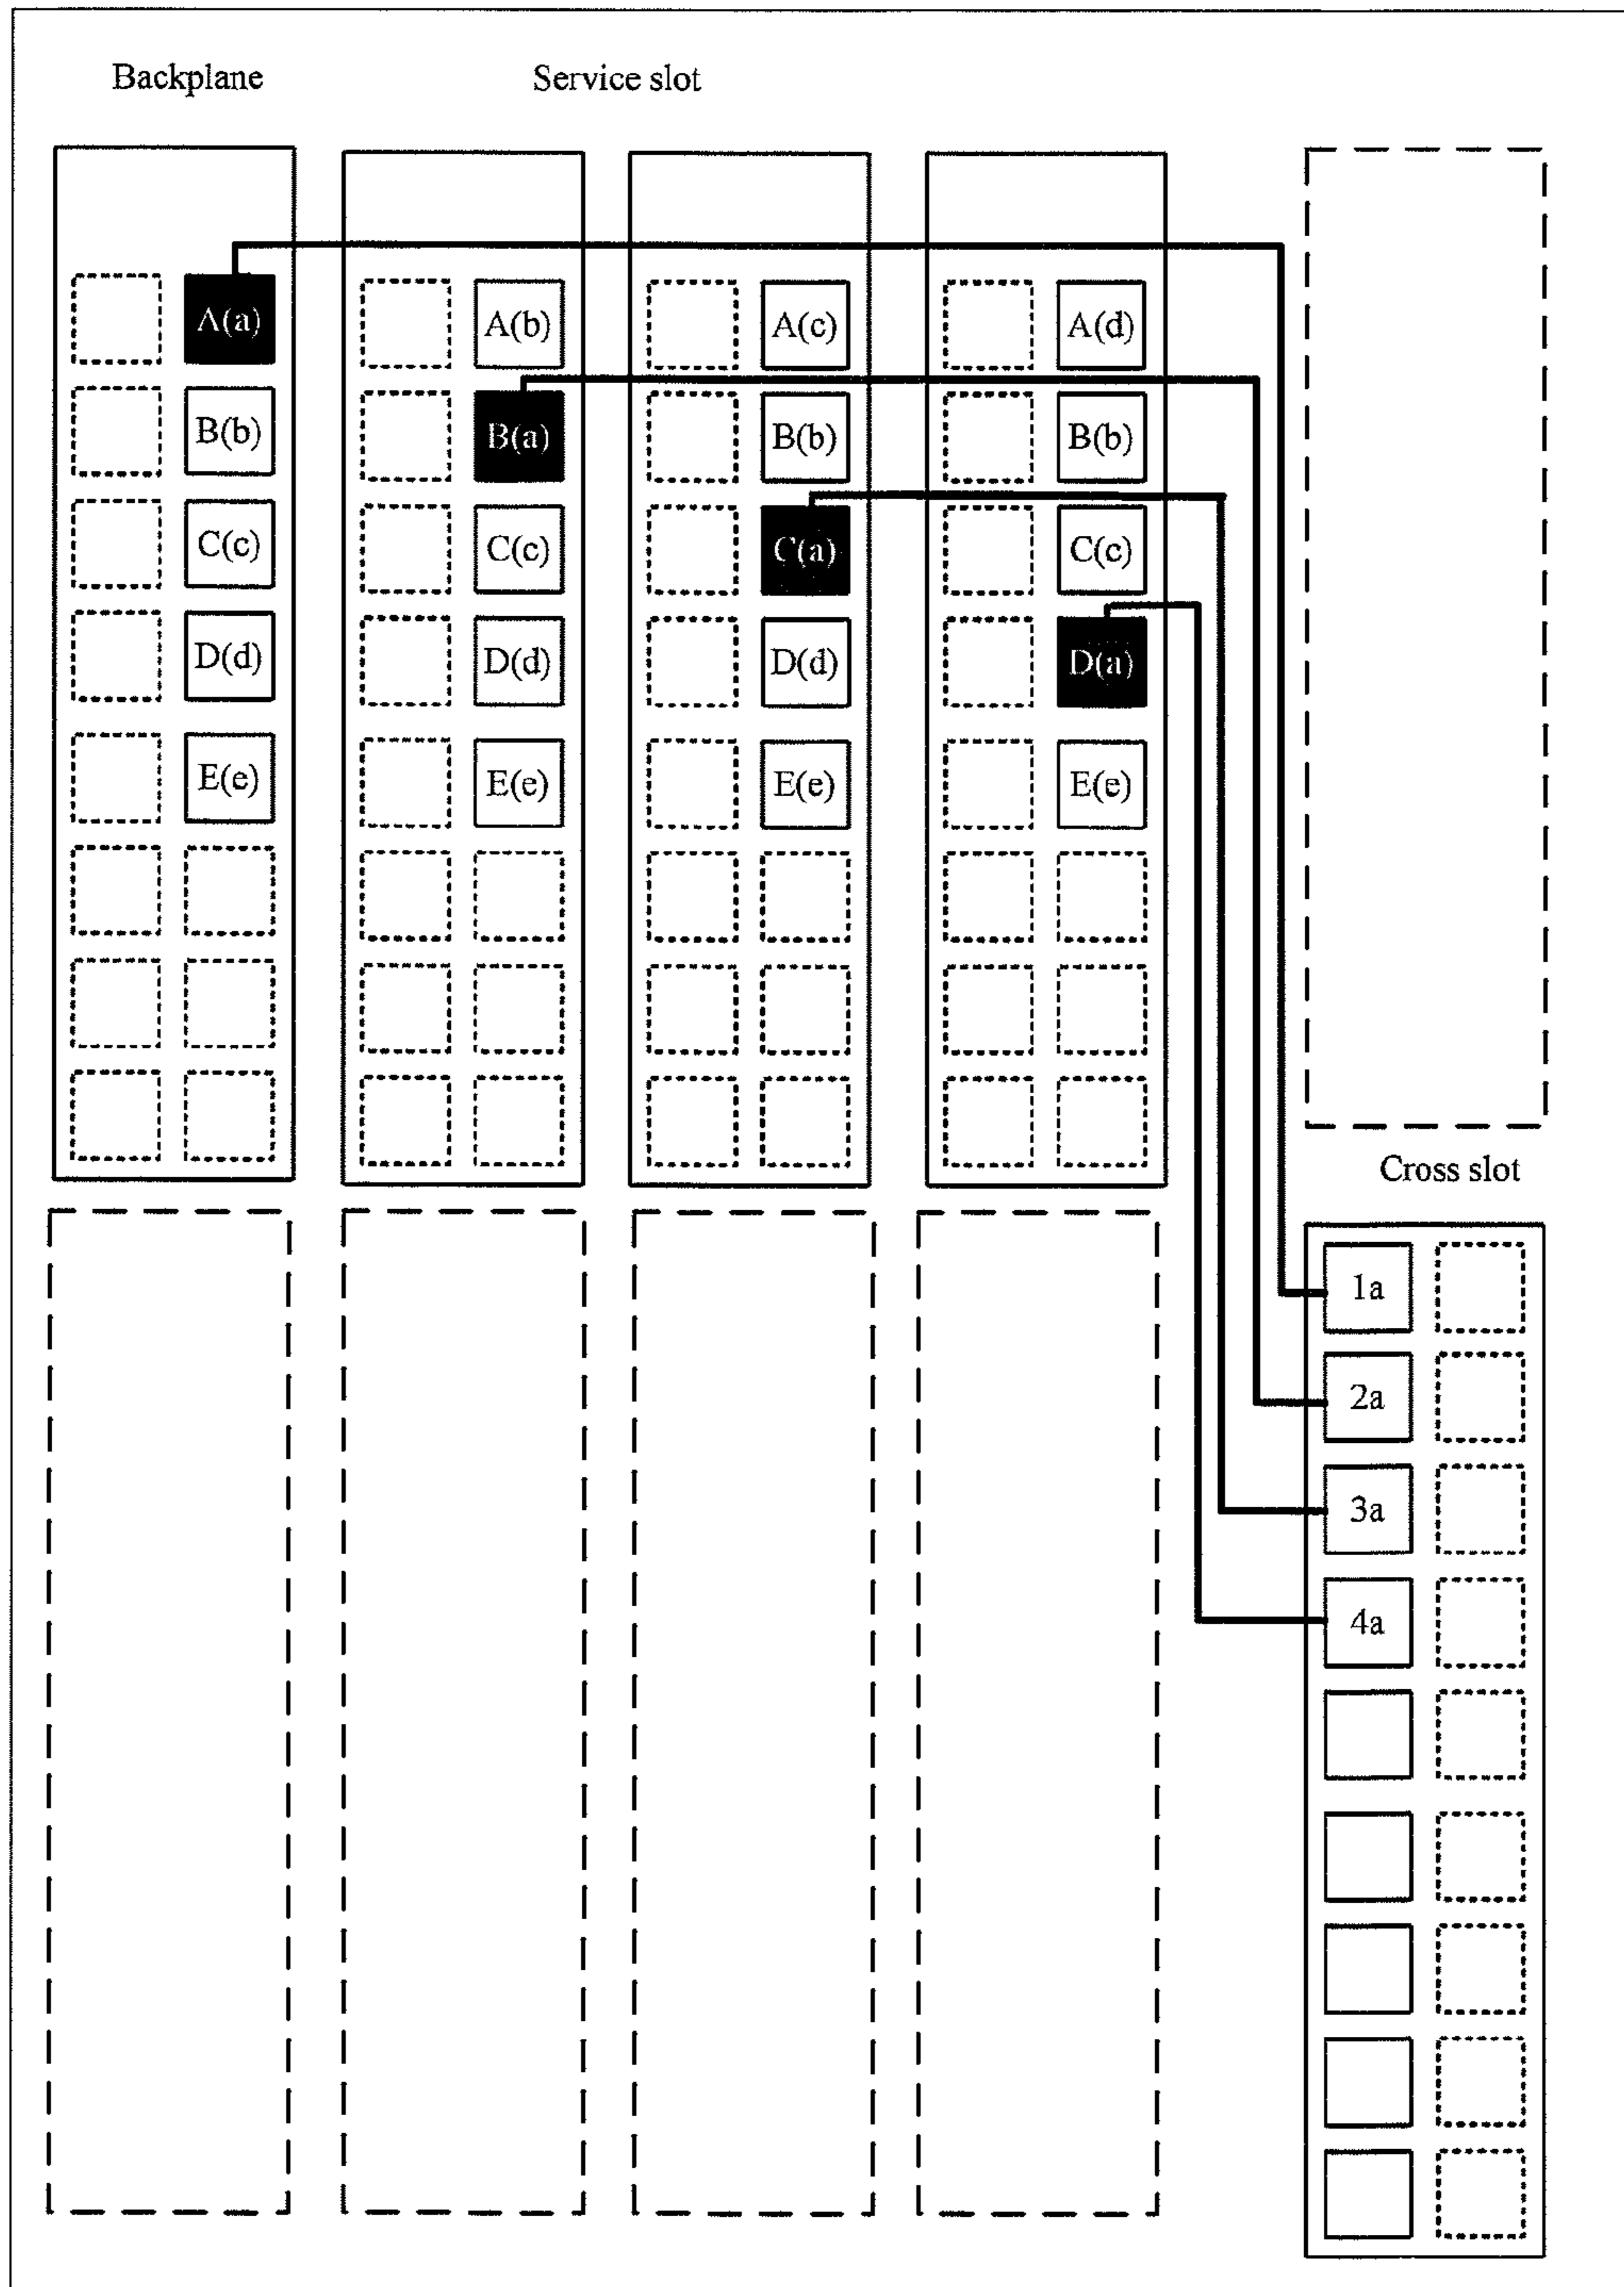 Backplane Service slot
A(a) A(b) A(c) A(d)
B(b) B(a) B(b) B(b)
C(c) C(c) C(a) C(c)
D(d) D(d) D(d) D(a)
E(e) E(e) E(e) E(e)
Cross slot
1a
2a
3a
4a